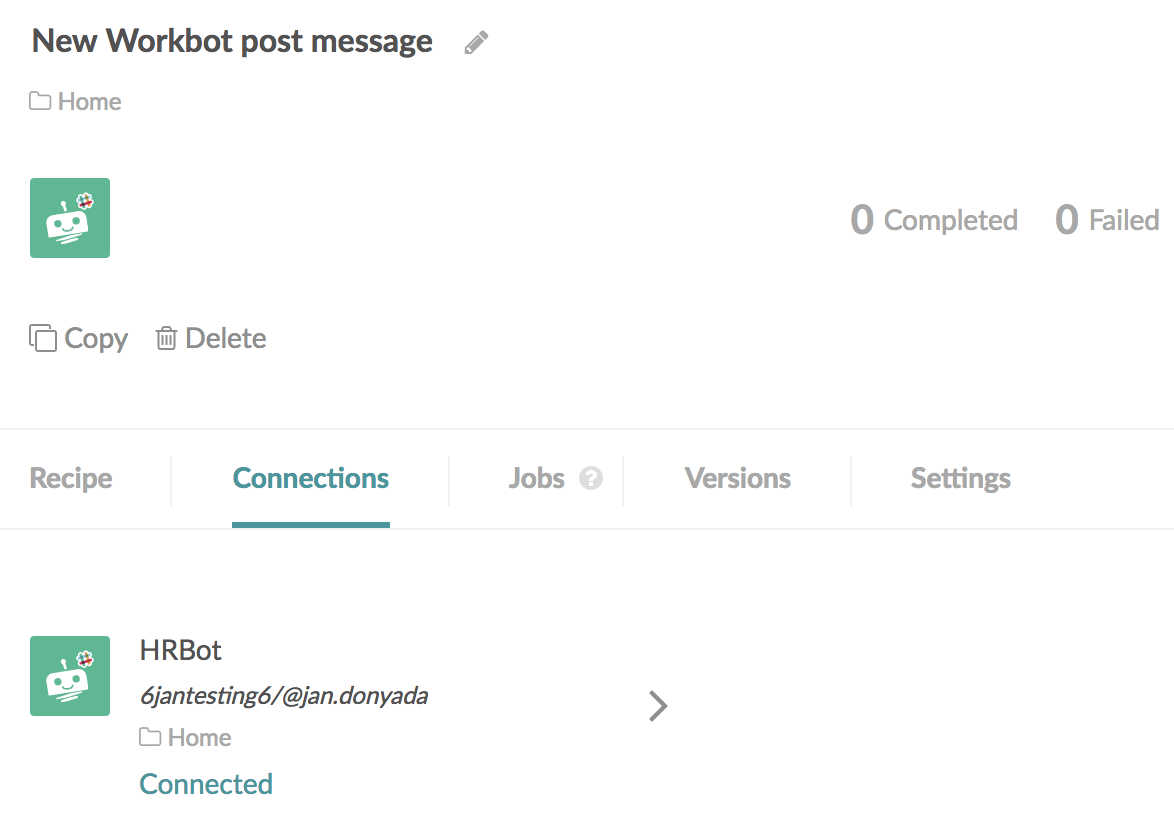 New Workbot post message
Home
0 Completed 0 Failed
Copy Delete
Recipe Connections Jobs ? Versions Settings
HRBot
6jantesting6/@jan.donyada
Home
Connected